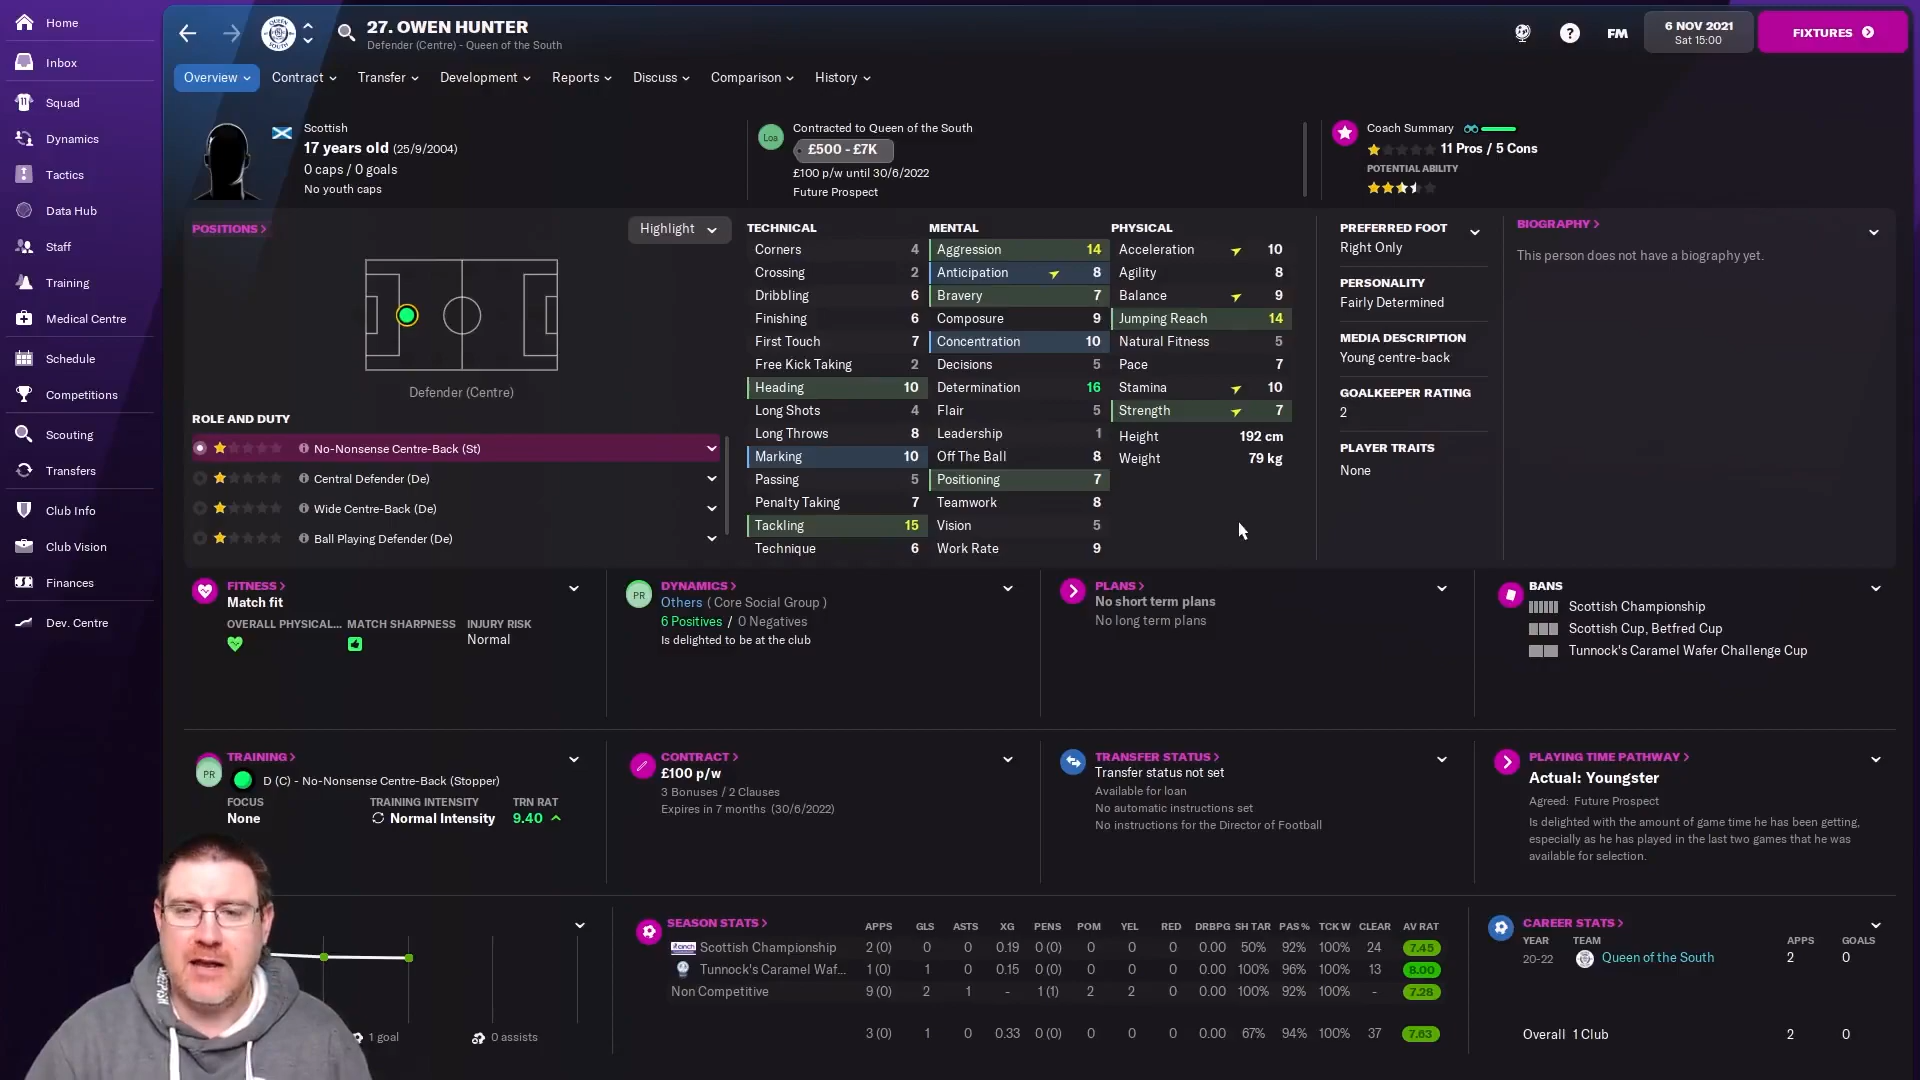 Home
Inbox
Squad
Dynamics
Tactics
Data Hub
Staff
Training
Medical Centre
Schedule
Competitions
Scouting
Transfers
Club Info
Club Vision
Finances
Dev. Centre
27. OWEN HUNTER
Defender (Centre) - Queen of the South
FM
6 NOV 2021
Sat 15:00
FIXTURES
Overview Contract Transfer Development Reports Discuss Comparison History
Scottish
17 years old (25/9/2004)
0 caps / 0 goals
No youth caps
Loa
Contracted to Queen of the South
£500 - £7K
£100 p/w until 30/6/2022
Future Prospect
Coach Summary
11 Pros / 5 Cons
POTENTIAL ABILITY
POSITIONS >
Highlight
Defender (Centre)
ROLE AND DUTY
No-Nonsense Centre-Back (St)
Central Defender (De)
Wide Centre-Back (De)
Ball Playing Defender (De)
TECHNICAL
Corners 4
Crossing 2
Dribbling 6
Finishing 6
First Touch 7
Free Kick Taking 2
Heading 10
Long Shots 4
Long Throws 8
Marking 10
Passing 5
Penalty Taking 7
Tackling 15
Technique 6
MENTAL
Aggression 14
Anticipation 8
Bravery 7
Composure 9
Concentration 10
Decisions 5
Determination 16
Flair 5
Leadership 1
Off The Ball 8
Positioning 7
Teamwork 8
Vision 5
Work Rate 9
PHYSICAL
Acceleration 10
Agility 8
Balance 9
Jumping Reach 14
Natural Fitness 5
Pace 7
Stamina 10
Strength 7
Height 192 cm
Weight 79 kg
PREFERRED FOOT
Right Only
PERSONALITY
Fairly Determined
MEDIA DESCRIPTION
Young centre-back
GOALKEEPER RATING
2
PLAYER TRAITS
None
BIOGRAPHY >
This person does not have a biography yet.
FITNESS >
Match fit
OVERALL PHYSICAL... MATCH SHARPNESS INJURY RISK
Normal
PR
DYNAMICS >
Others ( Core Social Group )
6 Positives / 0 Negatives
Is delighted to be at the club
PLANS >
No short term plans
No long term plans
BANS
Scottish Championship
Scottish Cup, Betfred Cup
Tunnock's Caramel Wafer Challenge Cup
PR
TRAINING >
D (C) - No-Nonsense Centre-Back (Stopper)
FOCUS TRAINING INTENSITY TRN RAT
None Normal Intensity 9.40
CONTRACT >
£100 p/w
3 Bonuses / 2 Clauses
Expires in 7 months (30/6/2022)
TRANSFER STATUS >
Transfer status not set
Available for loan
No automatic instructions set
No instructions for the Director of Football
PLAYING TIME PATHWAY >
Actual: Youngster
Agreed: Future Prospect
Is delighted with the amount of game time he has been getting,
especially as he has played in the last two games that he was
available for selection.
1 goal 0 assists
SEASON STATS > APPS GLS ASTS XG PENS POM YEL RED DRBPG SH TAR PAS % TCK W CLEAR AV RAT
cinch Scottish Championship 2 (0) 0 0 0.19 0 (0) 0 0 0 0.00 50% 92% 100% 24 7.45
Tunnock's Caramel Waf... 1 (0) 1 0 0.15 0 (0) 0 0 0 0.00 100% 96% 100% 13 8.00
Non Competitive 9 (0) 2 1 - 1 (1) 2 2 0 0.00 100% 92% 100% - 7.28
3 (0) 1 0 0.33 0 (0) 0 0 0 0.00 67% 94% 100% 37 7.63
CAREER STATS >
YEAR TEAM APPS GOALS
20-22 Queen of the South 2 0
Overall 1 Club 2 0